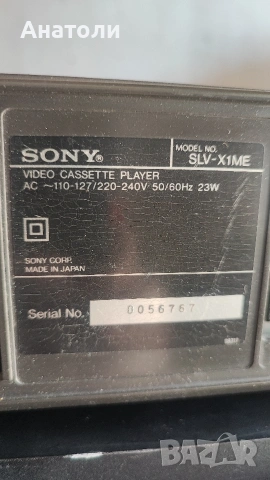 Анатоли
SONY®
MODEL NO.
SLV-X1ME
VIDEO CASSETTE PLAYER
AC ~110-127/220-240V 50/60Hz 23W
SONY CORP.
MADE IN JAPAN
Serial No. 0056767
BAZAR